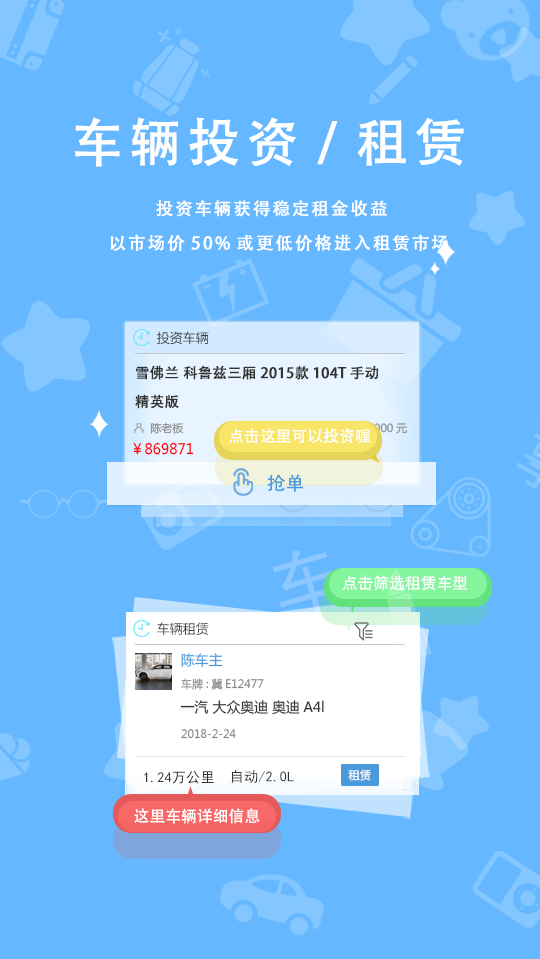 车辆投资/租赁
投资车辆获得稳定租金收益
以市场价50%或更低价格进入租赁市场
投资车辆
雪佛兰 科鲁兹三厢 2015款 104T 手动
精英版
陈老板
000 元
点击这里可以投资喔
¥869871
抢单
车
点击筛选租赁车型
车辆租赁
陈车主
车牌 : 冀 E12477
一汽 大众奥迪 奥迪 A4l
2018-2-24
1.24万公里 自动/2.0L
租赁
这里车辆详细信息